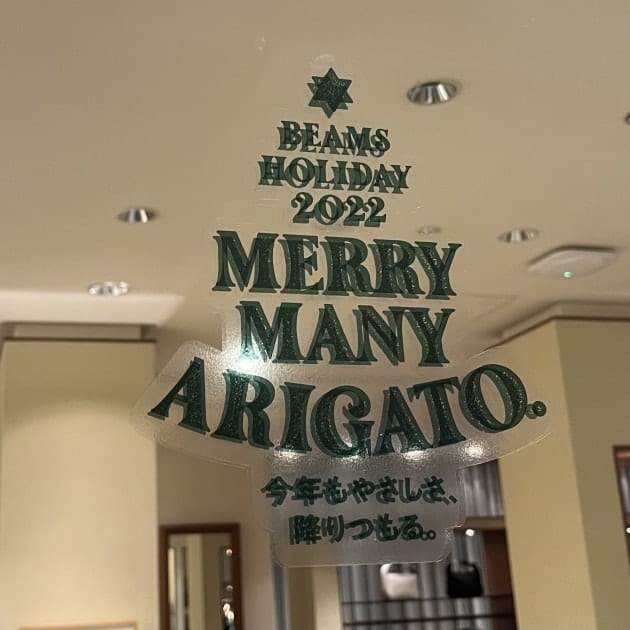 BEAMS
HOLIDAY
2022
MERRY
MANY
ARIGATO.
今年もやさしさ、
降りつもる。